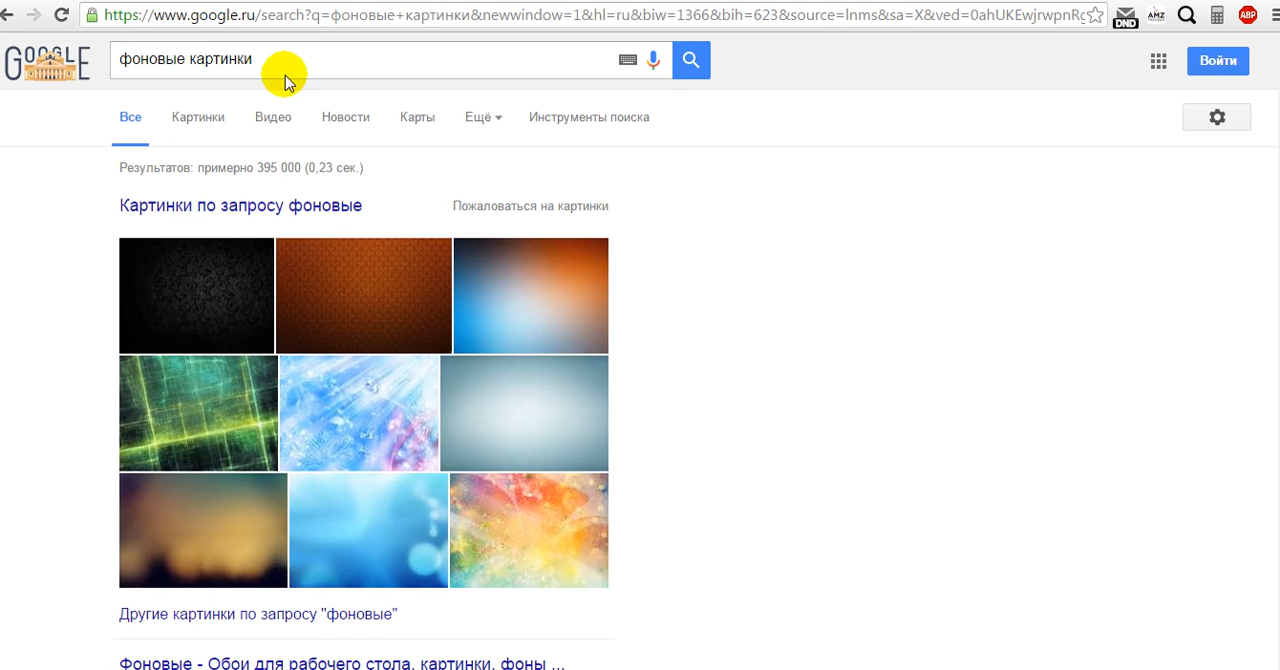 https://www.google.ru/search?q=фоновые+картинки&newwindow=1&hl=ru&biw=1366&bih=623&source=lnms&sa=X&ved=0ahUKEwjrwpnRg
DND
AMZ
ABP
GOOGLE
фоновые картинки
Войти
Все
Картинки
Видео
Новости
Карты
Ещё
Инструменты поиска
Результатов: примерно 395 000 (0,23 сек.)
Картинки по запросу фоновые
Пожаловаться на картинки
Другие картинки по запросу "фоновые"
Фоновые - Обои для рабочего стола, картинки, фоны ...